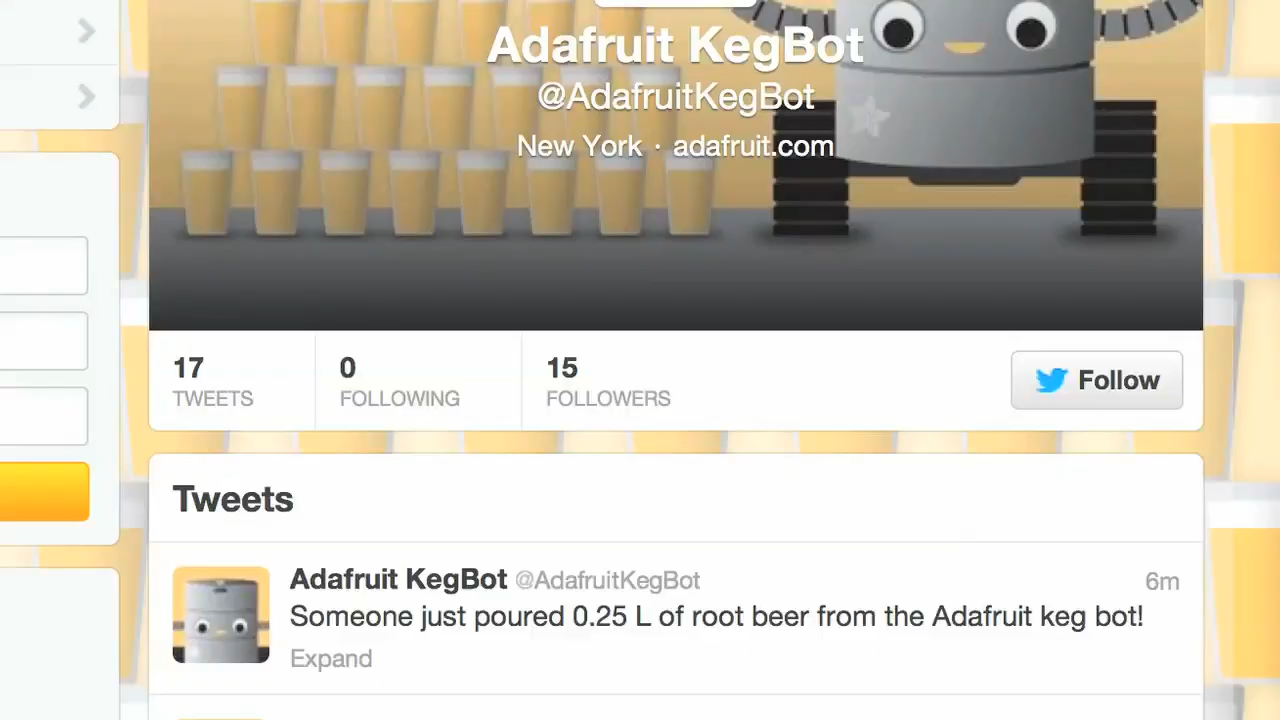 Adafruit KegBot
@AdafruitKegBot
New York · adafruit.com
17
TWEETS
0
FOLLOWING
15
FOLLOWERS
Follow
Tweets
Adafruit KegBot @AdafruitKegBot 6m
Someone just poured 0.25 L of root beer from the Adafruit keg bot!
Expand